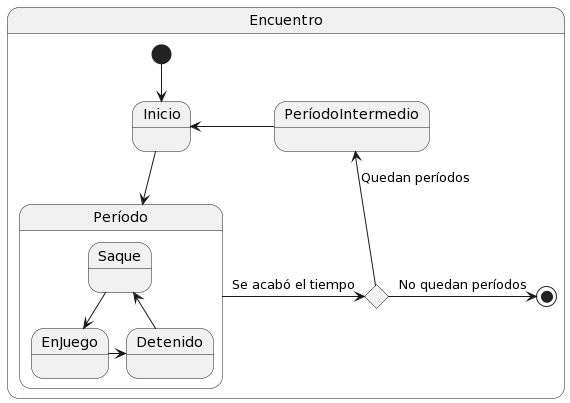 Encuentro
Inicio
PeríodoIntermedio
Quedan períodos
Período
Saque
Se acabó el tiempo
No quedan períodos
EnJuego
Detenido